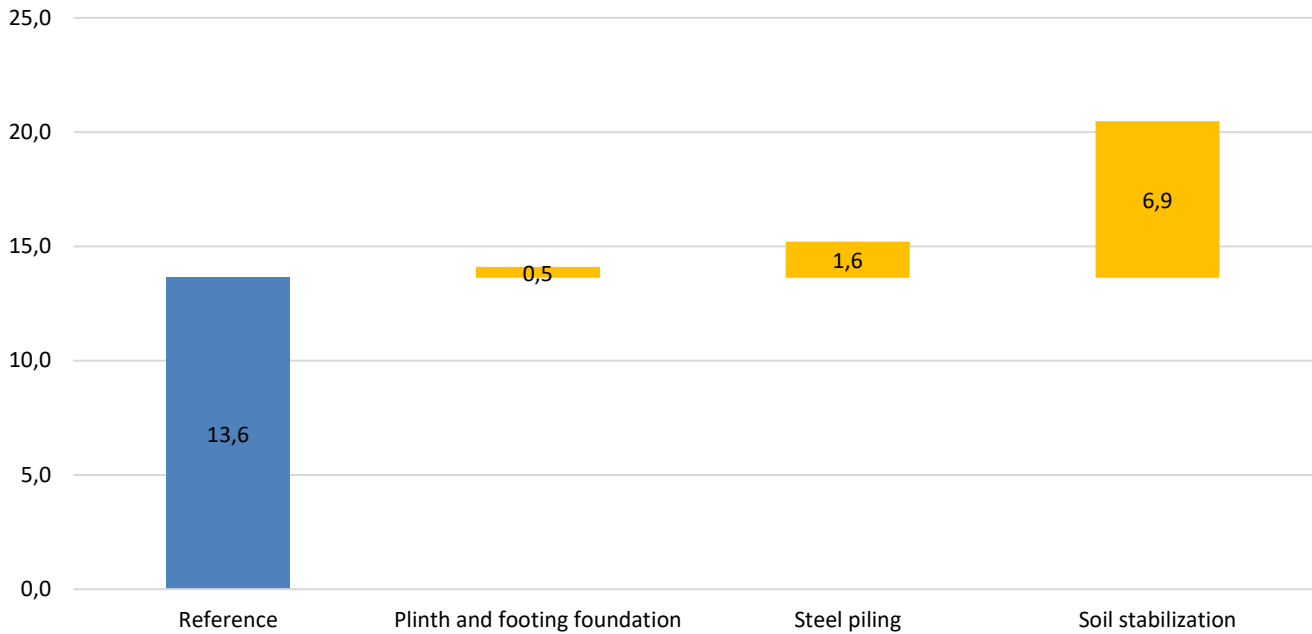 25,0
20,0
15,0
10,0
5,0
0,0
13,6
0,5
1,6
6,9
Reference
Plinth and footing foundation
Steel piling
Soil stabilization